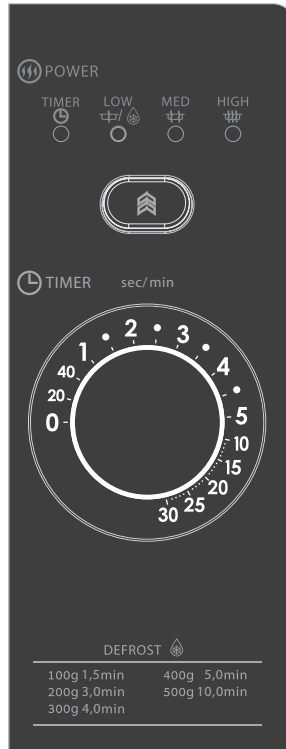 POWER
TIMER LOW MED HIGH
/
TIMER sec/min
0 20 40 1 2 3 4 5 10 15 20 25 30
DEFROST
100g 1,5min 400g 5,0min
200g 3,0min 500g 10,0min
300g 4,0min